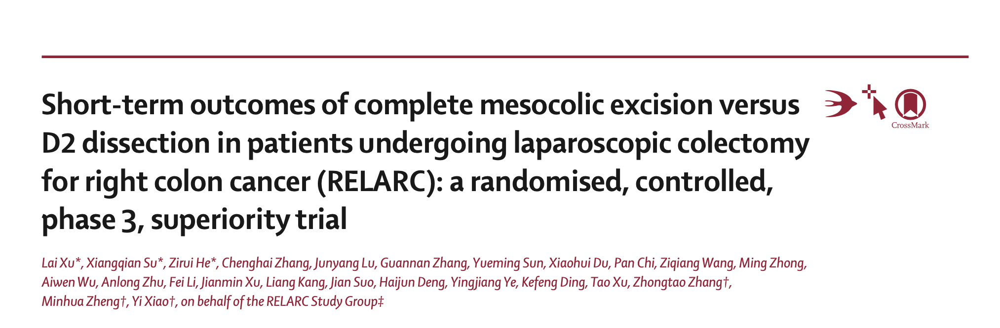 Short-term outcomes of complete mesocolic excision versus
D2 dissection in patients undergoing laparoscopic colectomy
for right colon cancer (RELARC): a randomised, controlled,
phase 3, superiority trial
CrossMark
Lai Xu*, Xiangqian Su*, Zirui He*, Chenghai Zhang, Junyang Lu, Guannan Zhang, Yueming Sun, Xiaohui Du, Pan Chi, Ziqiang Wang, Ming Zhong,
Aiwen Wu, Anlong Zhu, Fei Li, Jianmin Xu, Liang Kang, Jian Suo, Haijun Deng, Yingjiang Ye, Kefeng Ding, Tao Xu, Zhongtao Zhang†,
Minhua Zheng†, Yi Xiao†, on behalf of the RELARC Study Group‡